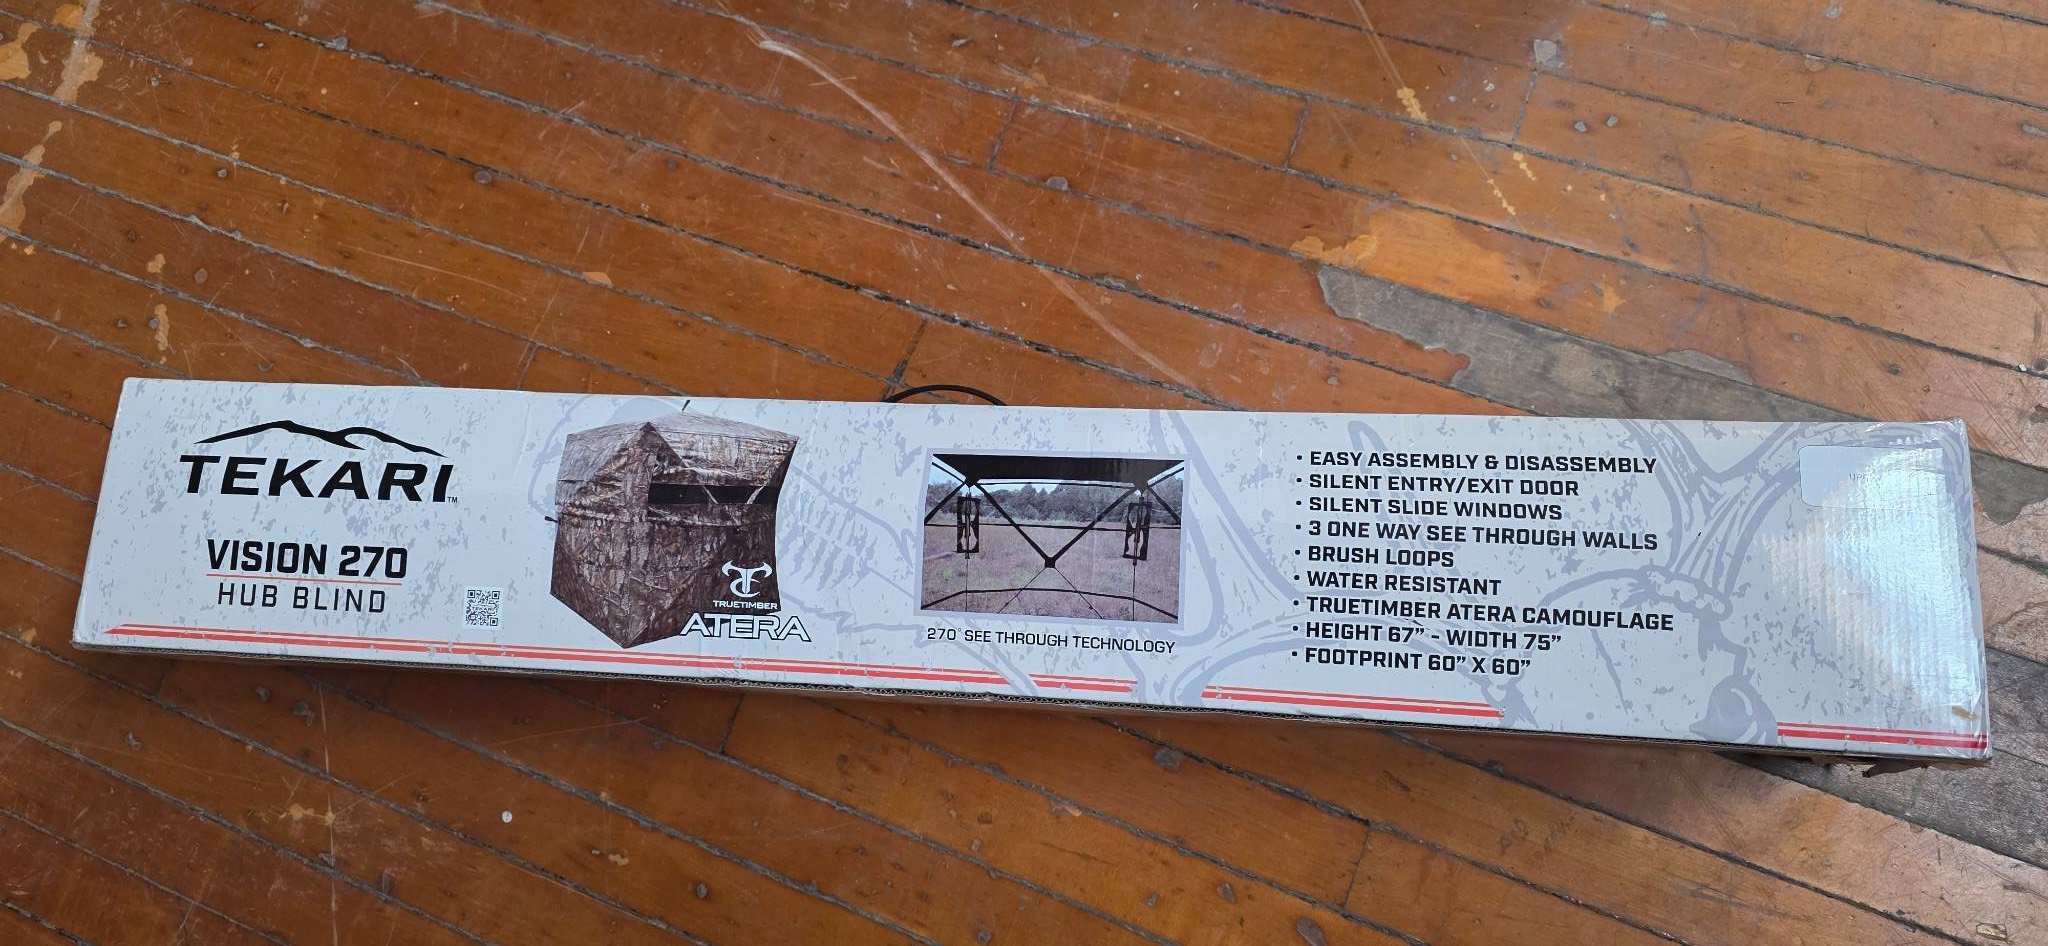 TEKARI™
VISION 270
HUB BLIND
TRUETIMBER
ATERA
270° SEE THROUGH TECHNOLOGY
• EASY ASSEMBLY & DISASSEMBLY
• SILENT ENTRY/EXIT DOOR
• SILENT SLIDE WINDOWS
• 3 ONE WAY SEE THROUGH WALLS
• BRUSH LOOPS
• WATER RESISTANT
• TRUETIMBER ATERA CAMOUFLAGE
• HEIGHT 67” - WIDTH 75”
• FOOTPRINT 60” X 60”